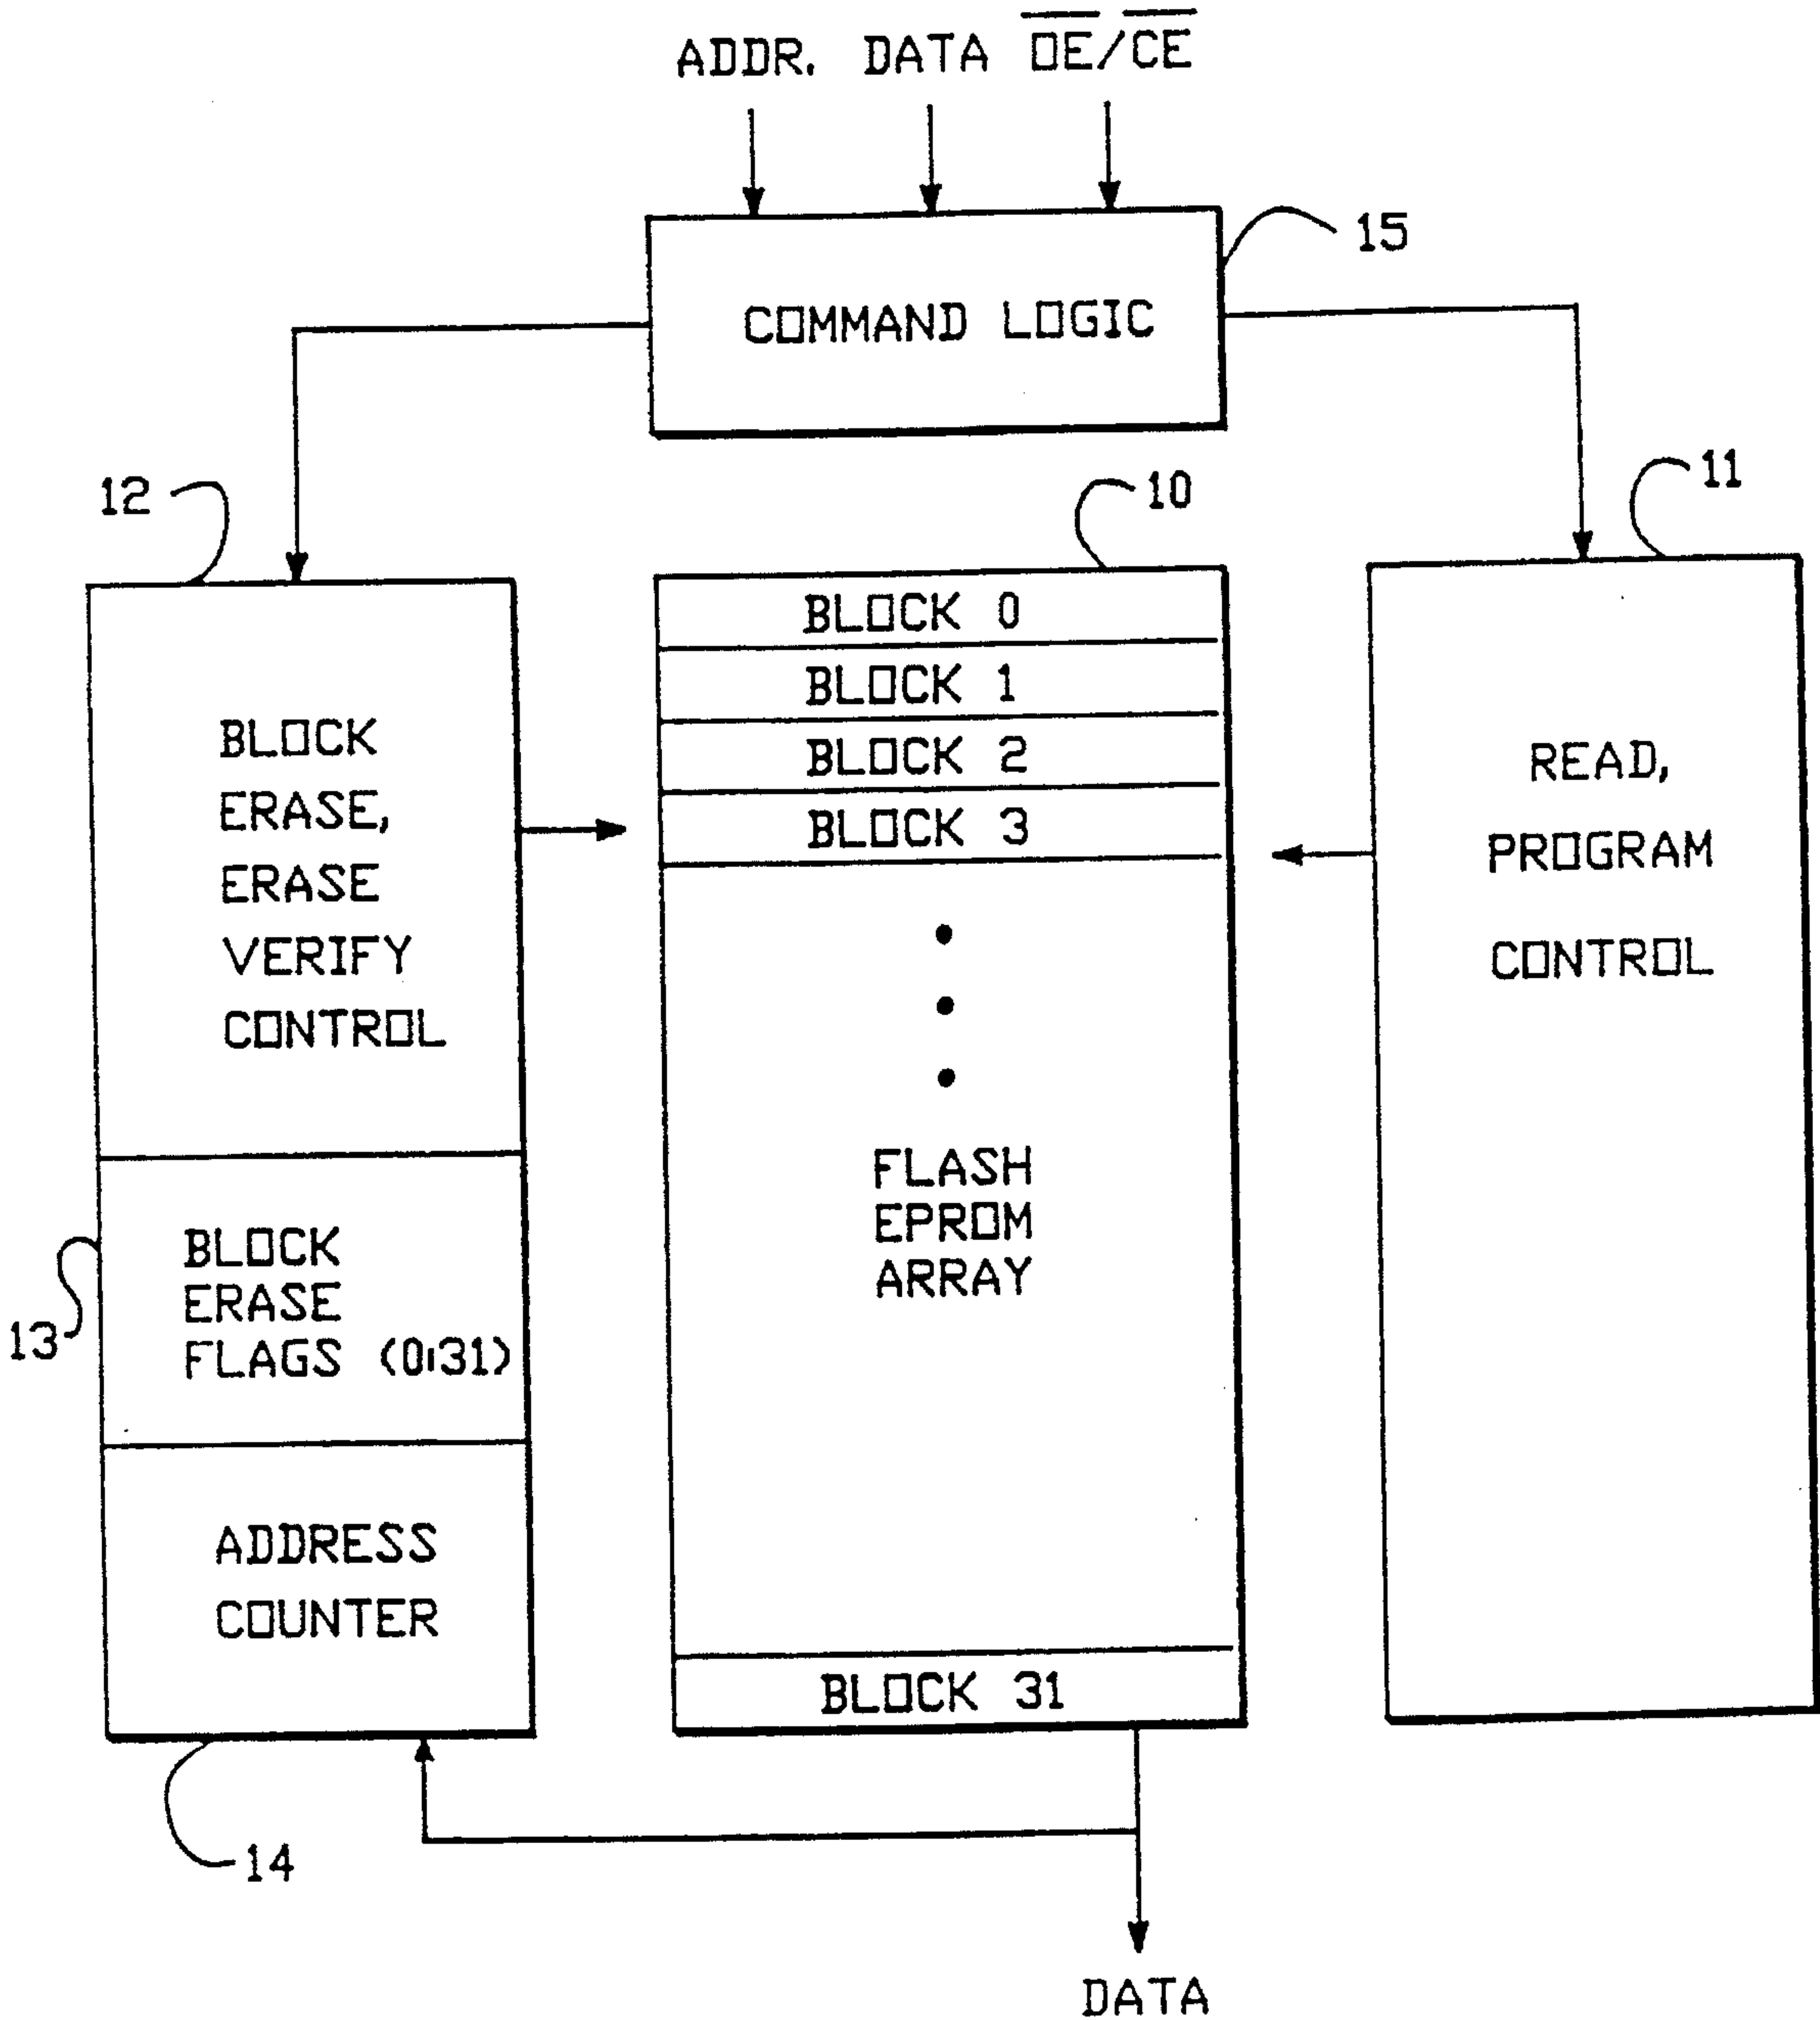 ADDR. DATA O̅E̅/C̅E̅
15
COMMAND LOGIC
12
10
11
BLOCK
ERASE,
ERASE
VERIFY
CONTROL
BLOCK 0
BLOCK 1
BLOCK 2
BLOCK 3
FLASH
EPROM
ARRAY
BLOCK 31
READ,
PROGRAM
CONTROL
13
BLOCK
ERASE
FLAGS (0:31)
ADDRESS
COUNTER
14
DATA